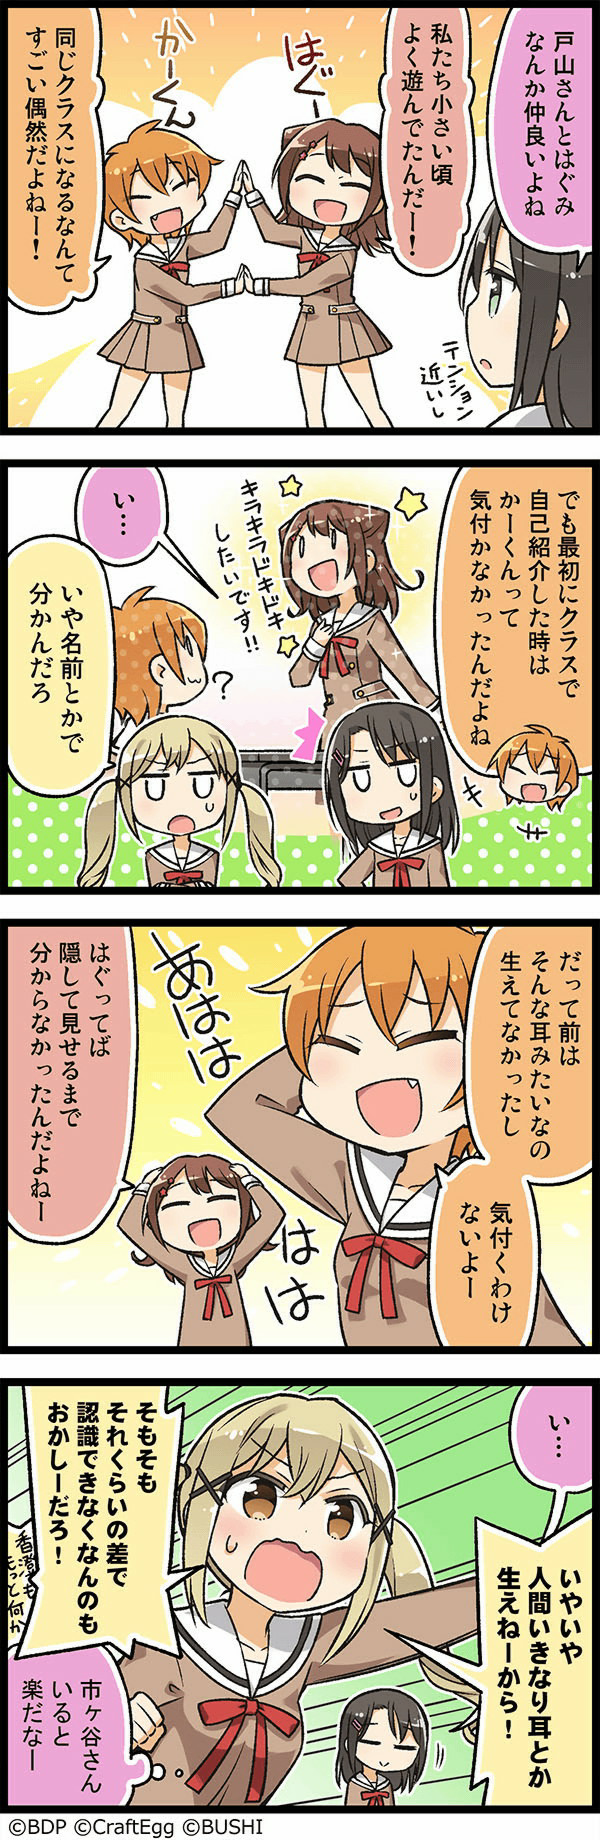 戸山さんとはぐみ
なんか仲良いよね
テンション
近いし
私たち小さい頃
よく遊んでたんだー！
はぐー
かーくん
同じクラスになるなんて
すごい偶然だよねー！
でも最初にクラスで
自己紹介した時は
かーくんって
気付かなかったんだよね
キラキラドキドキ
したいです!!
い…
？
いや名前とかで
分かんだろ
だって前は
そんな耳みたいなの
生えてなかったし
気付くわけ
ないよー
あはは
はは
はぐってば
隠して見せるまで
分からなかったんだよねー
い…
いやいや
人間いきなり耳とか
生えねーから！
そもそも
それくらいの差で
認識できなくなんのも
おかしーだろ！
香澄も
もっと何か
市ヶ谷さん
いると
楽だなー
©BDP ©CraftEgg ©BUSHI